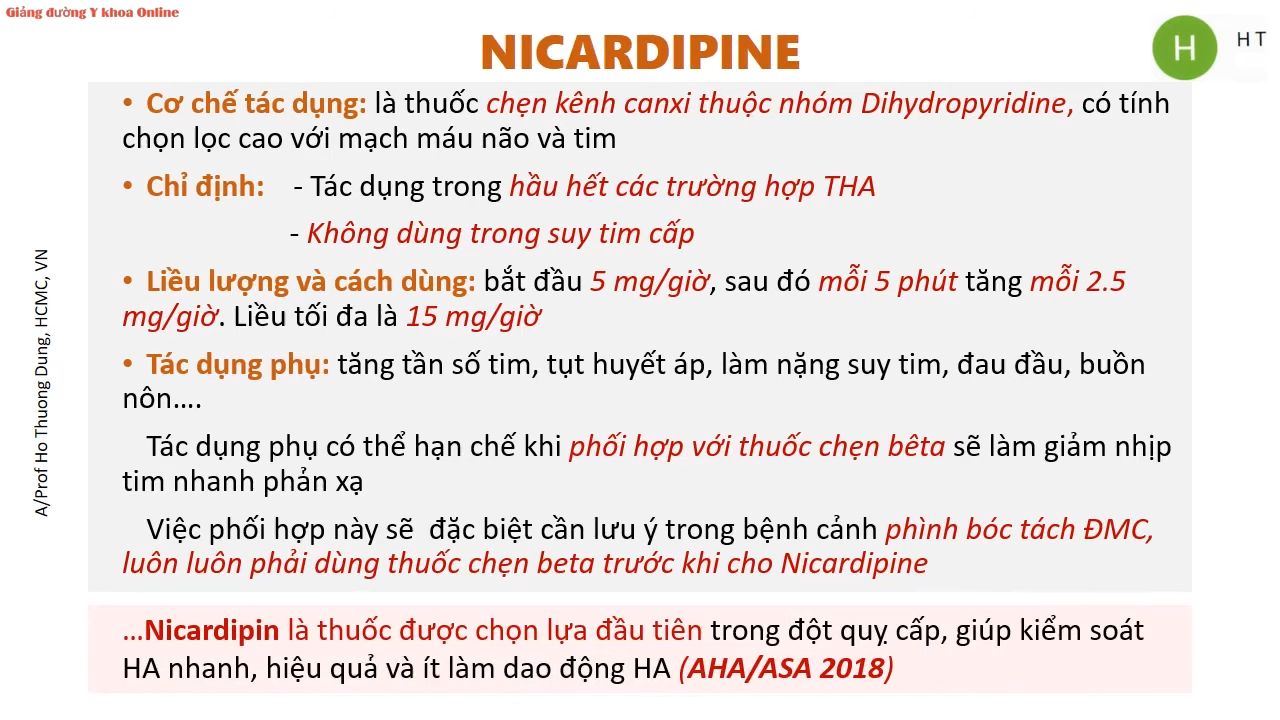 Giảng đường Y khoa Online
NICARDIPINE
H
H T
• Cơ chế tác dụng: là thuốc chẹn kênh canxi thuộc nhóm Dihydropyridine, có tính
chọn lọc cao với mạch máu não và tim
• Chỉ định: - Tác dụng trong hầu hết các trường hợp THA
- Không dùng trong suy tim cấp
• Liều lượng và cách dùng: bắt đầu 5 mg/giờ, sau đó mỗi 5 phút tăng mỗi 2.5
mg/giờ. Liều tối đa là 15 mg/giờ
• Tác dụng phụ: tăng tần số tim, tụt huyết áp, làm nặng suy tim, đau đầu, buồn
nôn….
Tác dụng phụ có thể hạn chế khi phối hợp với thuốc chẹn bêta sẽ làm giảm nhịp
tim nhanh phản xạ
Việc phối hợp này sẽ đặc biệt cần lưu ý trong bệnh cảnh phình bóc tách ĐMC,
luôn luôn phải dùng thuốc chẹn beta trước khi cho Nicardipine
...Nicardipin là thuốc được chọn lựa đầu tiên trong đột quỵ cấp, giúp kiểm soát
HA nhanh, hiệu quả và ít làm dao động HA (AHA/ASA 2018)
A/Prof Ho Thuong Dung, HCMC, VN